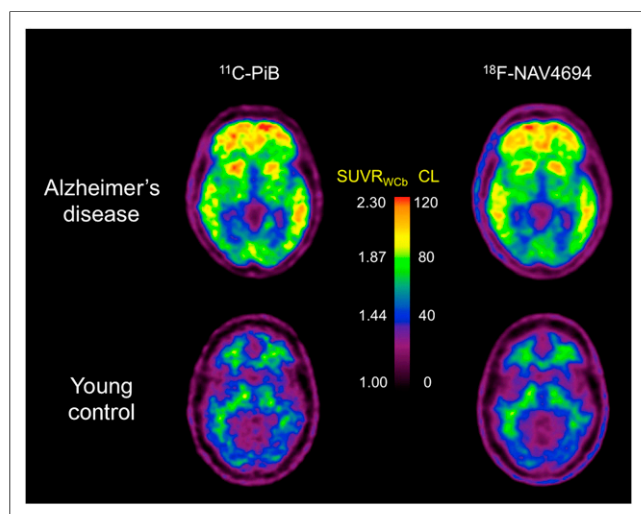 ¹¹C-PiB
¹⁸F-NAV4694
Alzheimer's
disease
SUVR_WCb CL
2.30 120
1.87 80
1.44 40
1.00 0
Young
control